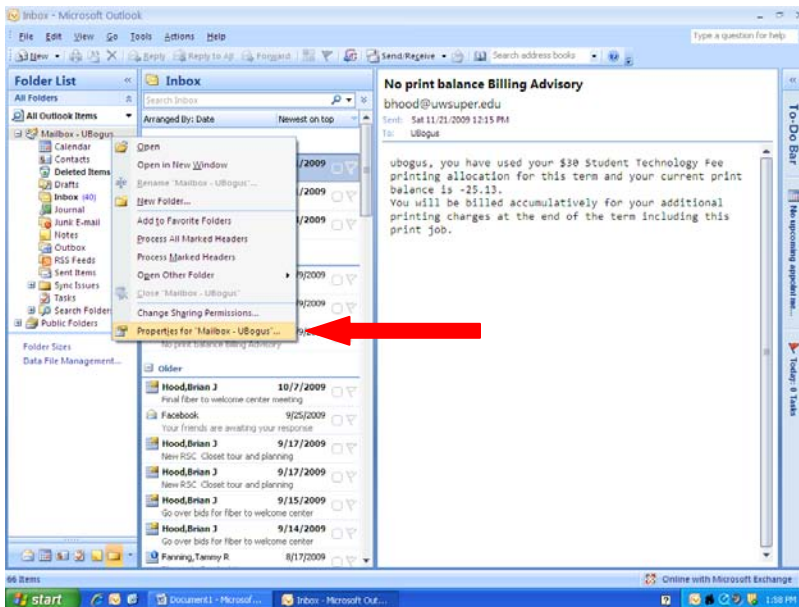 Inbox - Microsoft Outlook
File Edit View Go Tools Actions Help
Type a question for help
New Reply Reply to All Forward Send/Receive Search address books
Folder List
All Folders
All Outlook Items
Mailbox - UBogus
Calendar
Contacts
Deleted Items
Drafts
Inbox (40)
Journal
Junk E-mail
Notes
Outbox
RSS Feeds
Sent Items
Sync Issues
Tasks
Search Folder
Public Folders
Folder Sizes
Data File Management...
Open
Open in New Window
Rename "Mailbox - UBogus"...
New Folder...
Add to Favorite Folders
Process All Marked Headers
Process Marked Headers
Open Other Folder
Close "Mailbox - UBogus"
Change Sharing Permissions...
Properties for "Mailbox - UBogus"...
Inbox
Search Inbox
Arranged By: Date Newest on top
/2009
/2009
/2009
/9/2009
/9/2009
No print balance Billing Advisory
Older
Hood,Brian J 10/7/2009
Final fiber to welcome center meeting
Facebook 9/25/2009
Your friends are awaiting your response
Hood,Brian J 9/17/2009
New RSC Closet tour and planning
Hood,Brian J 9/17/2009
New RSC Closet tour and planning
Hood,Brian J 9/15/2009
Go over bids for fiber to welcome center
Hood,Brian J 9/14/2009
Go over bids for fiber to welcome center
Fanning,Tammy R 8/17/2009
No print balance Billing Advisory
bhood@uwsuper.edu
Sent: Sat 11/21/2009 12:15 PM
To: UBogus
ubogus, you have used your $30 Student Technology Fee
printing allocation for this term and your current print
balance is -25.13.
You will be billed accumulatively for your additional
printing charges at the end of the term including this
print job.
To-Do Bar
No upcoming appointmet...
Today: 0 Tasks
66 Items
Online with Microsoft Exchange
start
Document1 - Microsof...
Inbox - Microsoft Out...
1:58 PM